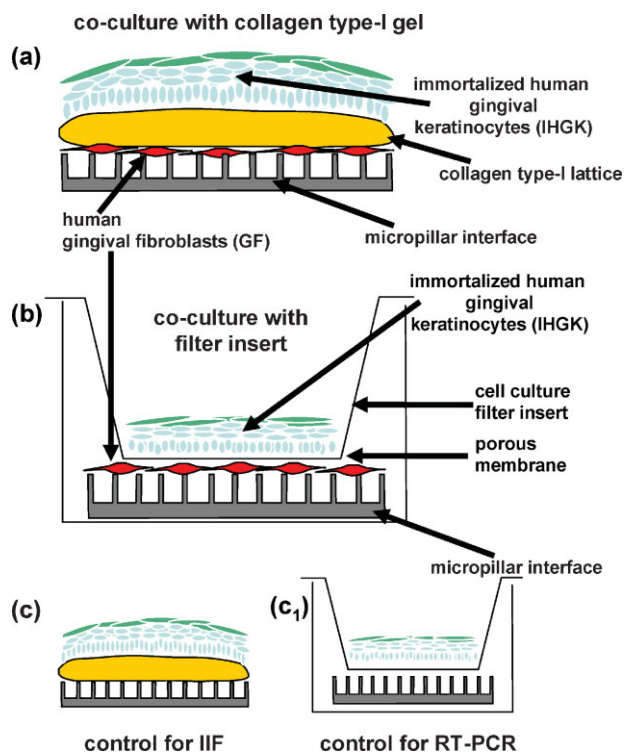 co-culture with collagen type-I gel
(a)
immortalized human
gingival
keratinocytes (IHGK)
collagen type-I lattice
human
gingival fibroblasts (GF)
micropillar interface
immortalized human
gingival
keratinocytes (IHGK)
(b)
co-culture with
filter insert
cell culture
filter insert
porous
membrane
micropillar interface
(c)
(c1)
control for IIF
control for RT-PCR